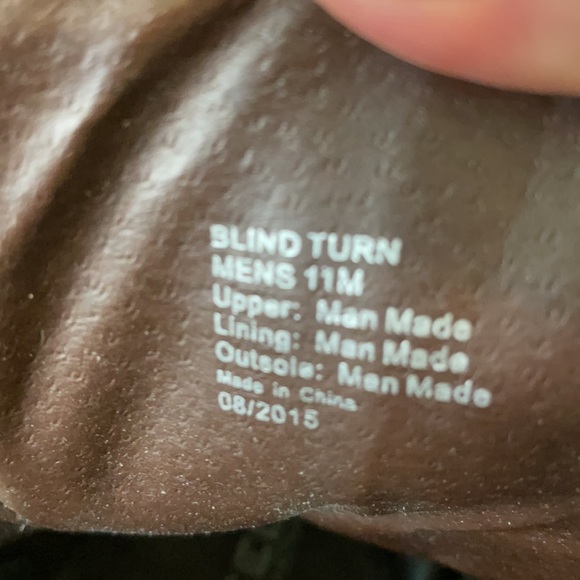 BLIND TURN
MENS 11M
Upper: Man Made
Lining: Man Made
Outsole: Man Made
Made in China
08/2015